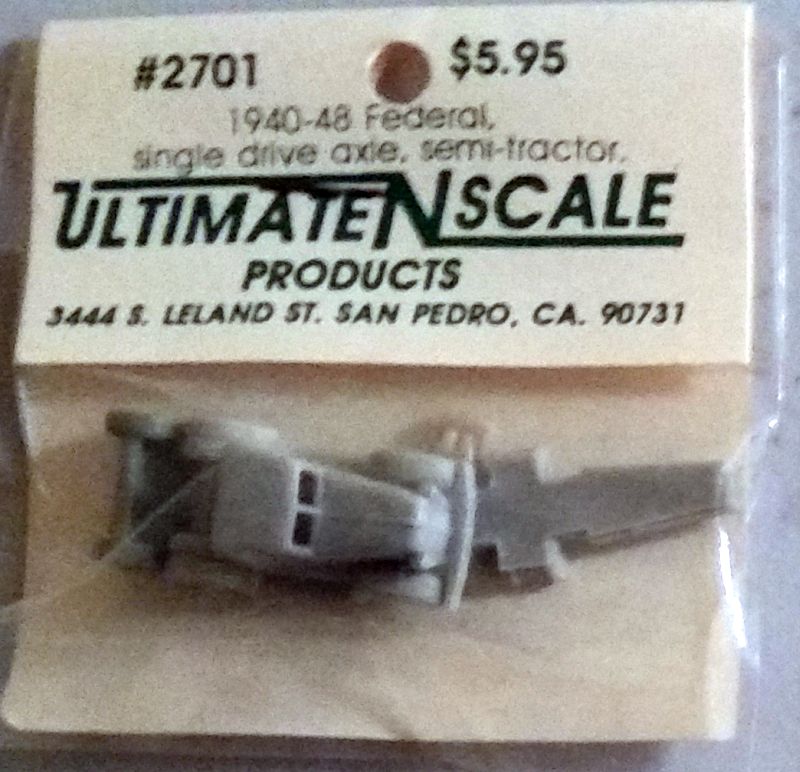 #2701 $5.95
1940-48 Federal,
single drive axle, semi-tractor.
ULTIMATE N SCALE
PRODUCTS
3444 S. LELAND ST. SAN PEDRO, CA. 90731